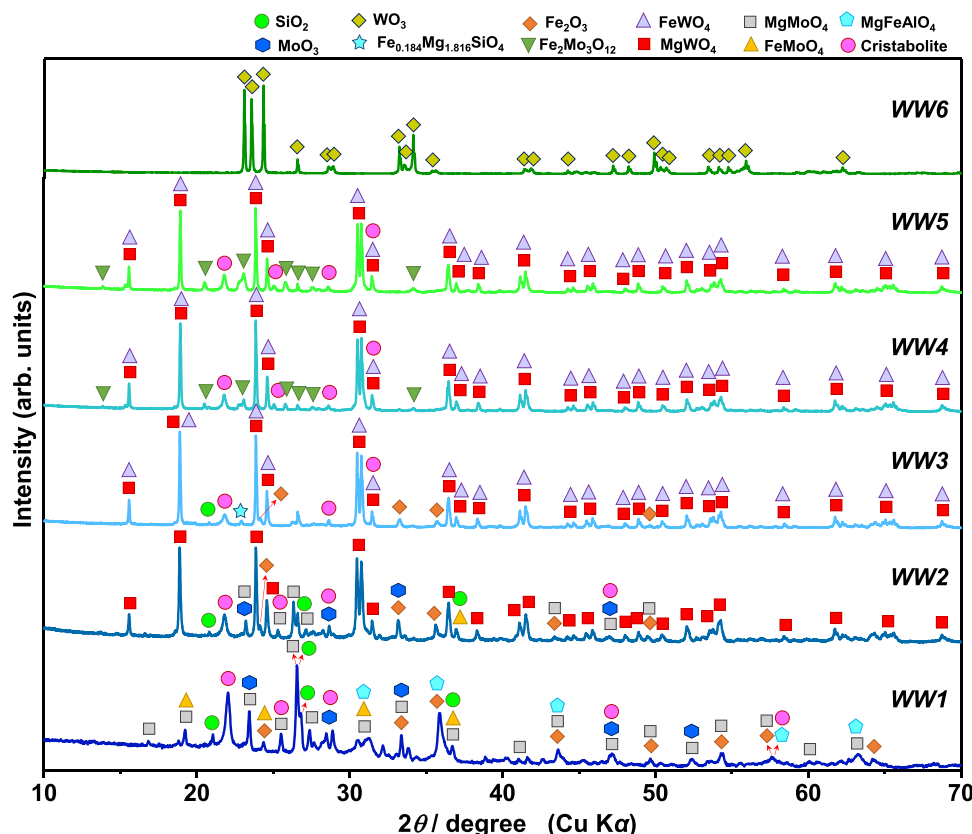 SiO2 WO3 Fe2O3 FeWO4 MgMoO4 MgFeAlO4
MoO3 Fe0.184Mg1.816SiO4 Fe2Mo3O12 MgWO4 FeMoO4 Cristabolite
WW6
WW5
WW4
WW3
WW2
WW1
Intensity (arb. units)
10 20 30 40 50 60 70
2θ / degree (Cu Kα)